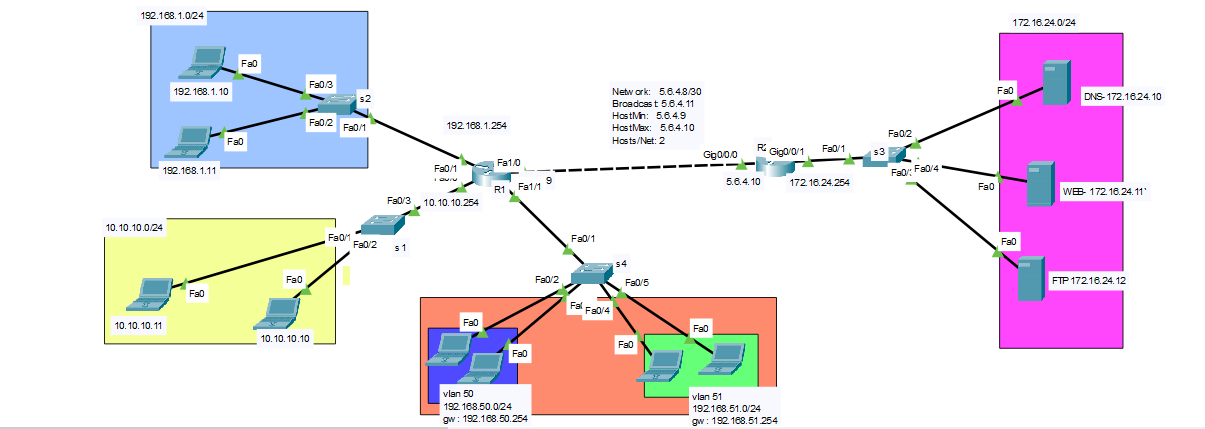 192.168.1.0/24
Fa0
192.168.1.10
Fa0/3
s2
Fa0/2
Fa0/1
Fa0
192.168.1.11
192.168.1.254
Network: 5.6.4.8/30
Broadcast: 5.6.4.11
HostMin: 5.6.4.9
HostMax: 5.6.4.10
Hosts/Net: 2
172.16.24.0/24
Fa0
DNS-172.16.24.10
Fa0/2
Fa0/1
s3
Fa0/4
Fa0
WEB- 172.16.24.11
Fa0
FTP 172.16.24.12
Gig0/0/0
Gig0/0/1
5.6.4.10
172.16.24.254
Fa0/1
Fa1/0
9
R1
Fa1/1
10.10.10.254
Fa0/3
s1
10.10.10.0/24
Fa0/1
Fa0/2
Fa0
Fa0
10.10.10.11
10.10.10.10
Fa0/1
s4
Fa0/2
Fa0/4
Fa0/5
Fa0
Fa0
Fa0
Fa0
vlan 50
192.168.50.0/24
gw : 192.168.50.254
vlan 51
192.168.51.0/24
gw : 192.168.51.254